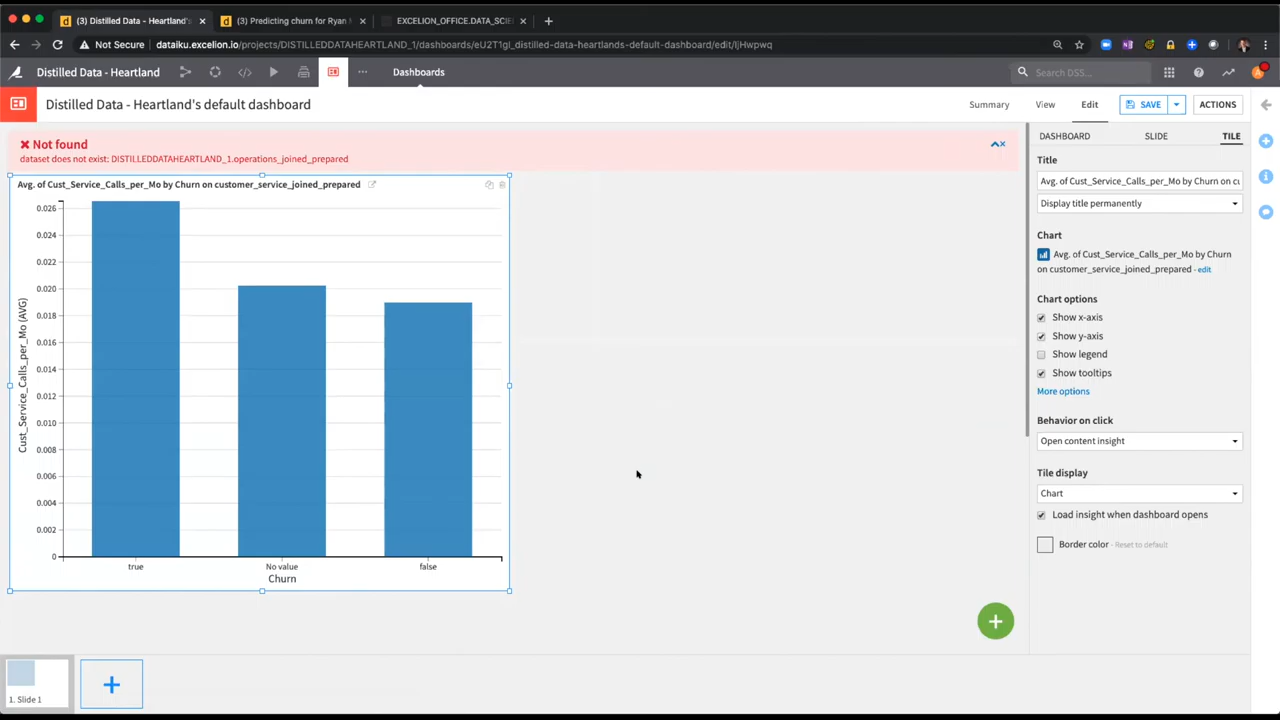 (3) Distilled Data - Heartland's
(3) Predicting churn for Ryan M
EXCELION_OFFICE.DATA_SCIE
Not Secure dataiku.excelion.io/projects/DISTILLEDDATAHEARTLAND_1/dashboards/eU2T1gl_distilled-data-heartlands-default-dashboard/edit/IjHwpwq
Distilled Data - Heartland
Dashboards
Search DSS...
Distilled Data - Heartland's default dashboard
Summary
View
Edit
SAVE
ACTIONS
Not found
dataset does not exist: DISTILLEDDATAHEARTLAND_1.operations_joined_prepared
Avg. of Cust_Service_Calls_per_Mo by Churn on customer_service_joined_prepared
Cust_Service_Calls_per_Mo (AVG)
0.026
0.024
0.022
0.020
0.018
0.016
0.014
0.012
0.010
0.008
0.006
0.004
0.002
0
true
No value
false
Churn
DASHBOARD
SLIDE
TILE
Title
Avg. of Cust_Service_Calls_per_Mo by Churn on cu
Display title permanently
Chart
Avg. of Cust_Service_Calls_per_Mo by Churn
on customer_service_joined_prepared - edit
Chart options
Show x-axis
Show y-axis
Show legend
Show tooltips
More options
Behavior on click
Open content insight
Tile display
Chart
Load insight when dashboard opens
Border color - Reset to default
1. Slide 1